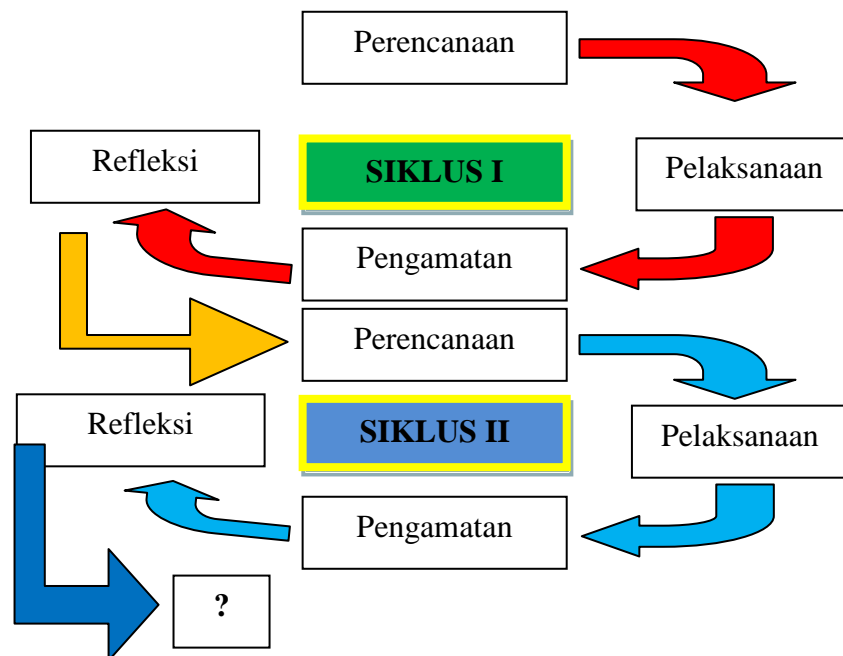 Perencanaan
Refleksi
SIKLUS I
Pelaksanaan
Pengamatan
Perencanaan
Refleksi
SIKLUS II
Pelaksanaan
Pengamatan
?